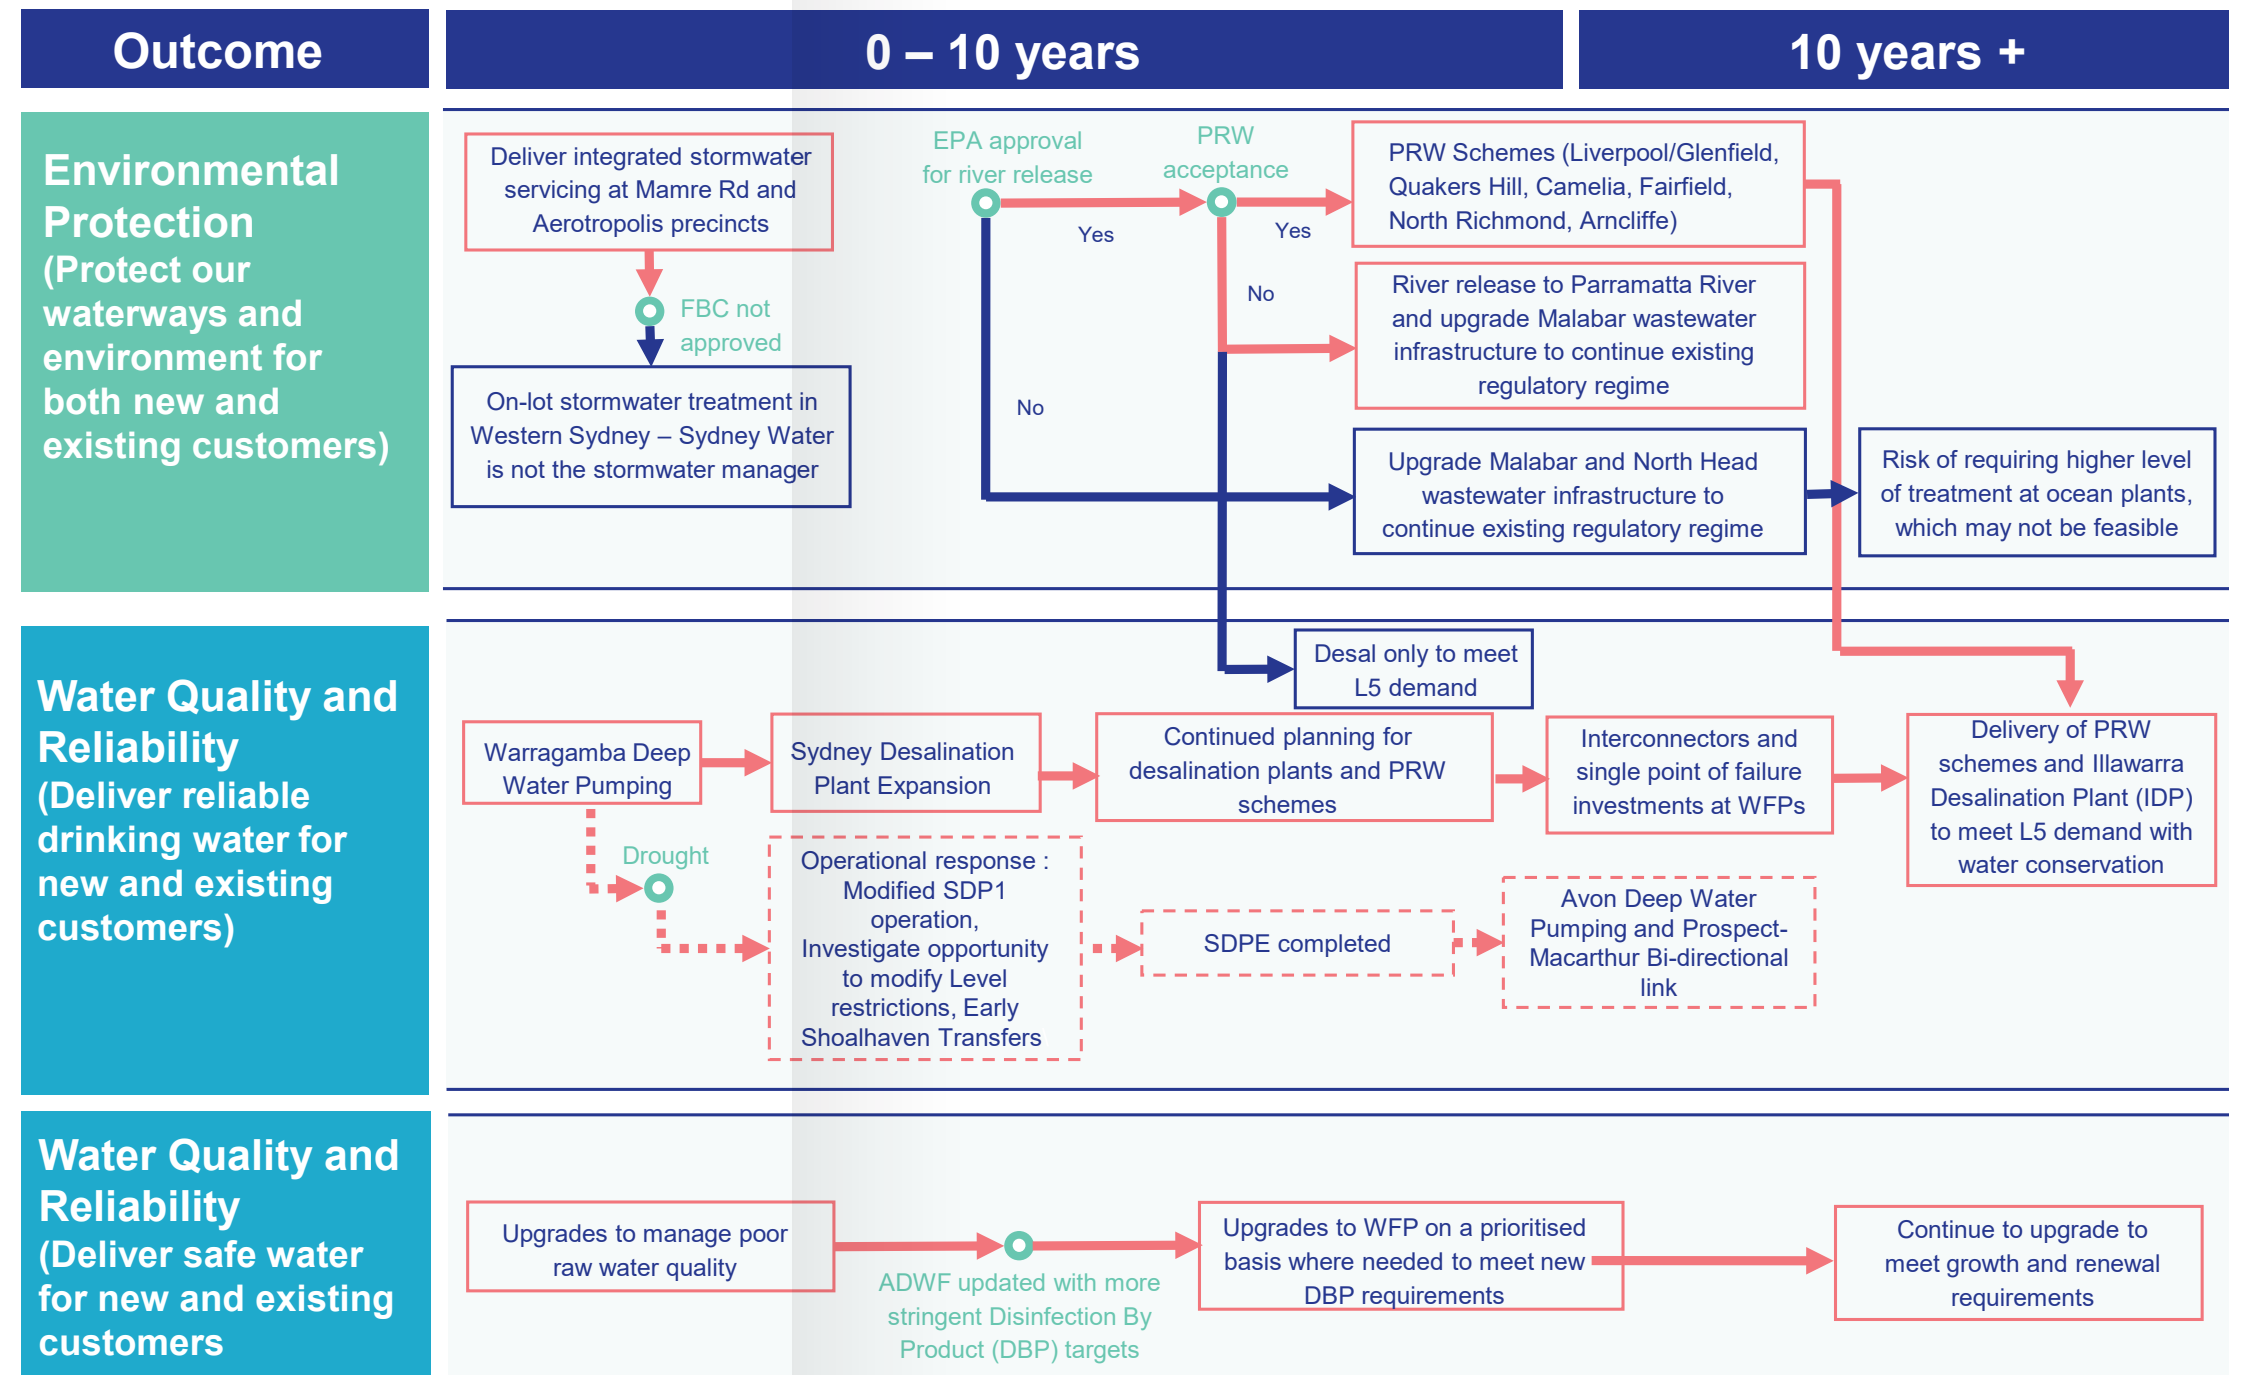 Outcome
0 – 10 years
10 years +
Environmental
Protection
(Protect our
waterways and
environment for
both new and
existing customers)
Deliver integrated stormwater
servicing at Mamre Rd and
Aerotropolis precincts
FBC not
approved
On-lot stormwater treatment in
Western Sydney – Sydney Water
is not the stormwater manager
EPA approval
for river release
Yes
No
PRW
acceptance
Yes
No
PRW Schemes (Liverpool/Glenfield,
Quakers Hill, Camelia, Fairfield,
North Richmond, Arncliffe)
River release to Parramatta River
and upgrade Malabar wastewater
infrastructure to continue existing
regulatory regime
Upgrade Malabar and North Head
wastewater infrastructure to
continue existing regulatory regime
Risk of requiring higher level
of treatment at ocean plants,
which may not be feasible
Water Quality and
Reliability
(Deliver reliable
drinking water for
new and existing
customers)
Desal only to meet
L5 demand
Warragamba Deep
Water Pumping
Sydney Desalination
Plant Expansion
Continued planning for
desalination plants and PRW
schemes
Interconnectors and
single point of failure
investments at WFPs
Delivery of PRW
schemes and Illawarra
Desalination Plant (IDP)
to meet L5 demand with
water conservation
Drought
Operational response :
Modified SDP1
operation,
Investigate opportunity
to modify Level
restrictions, Early
Shoalhaven Transfers
SDPE completed
Avon Deep Water
Pumping and Prospect-
Macarthur Bi-directional
link
Water Quality and
Reliability
(Deliver safe water
for new and existing
customers
Upgrades to manage poor
raw water quality
ADWF updated with more
stringent Disinfection By
Product (DBP) targets
Upgrades to WFP on a prioritised
basis where needed to meet new
DBP requirements
Continue to upgrade to
meet growth and renewal
requirements